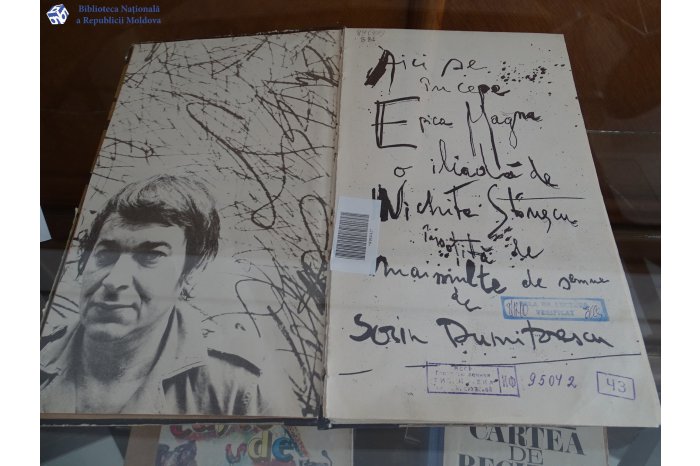 Biblioteca Națională
a Republicii Moldova
Aici se
începe
Epica Magna
o iliadă de
Nichita Stănescu
însoțită de
mai multe de semne
de
Sorin Dumitrescu
95042
43
CARTEA
DE